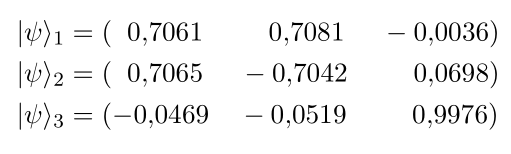 |ψ⟩₁ = ( 0,7061 0,7081 − 0,0036)
|ψ⟩₂ = ( 0,7065 − 0,7042 0,0698)
|ψ⟩₃ = (−0,0469 − 0,0519 0,9976)